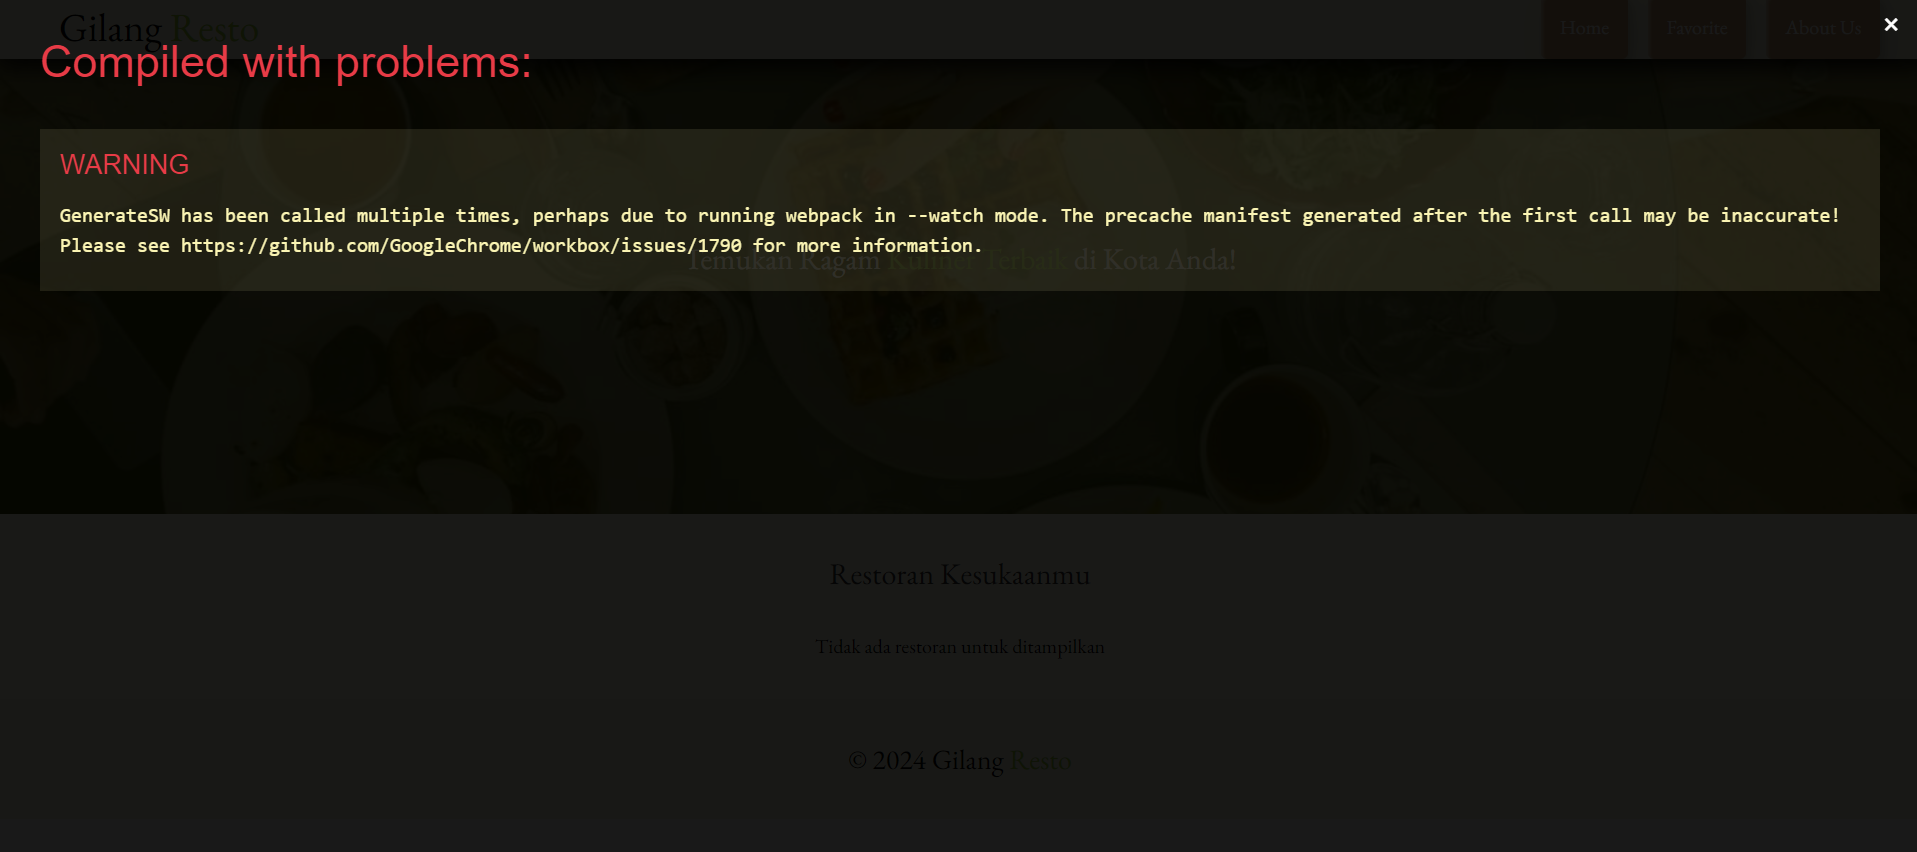 Gilang Resto
Home Favorite About Us ×
Compiled with problems:
WARNING
GenerateSW has been called multiple times, perhaps due to running webpack in --watch mode. The precache manifest generated after the first call may be inaccurate!
Please see https://github.com/GoogleChrome/workbox/issues/1790 for more information.
Temukan Ragam Kuliner Terbaik di Kota Anda!
Restoran Kesukaanmu
Tidak ada restoran untuk ditampilkan
© 2024 Gilang Resto